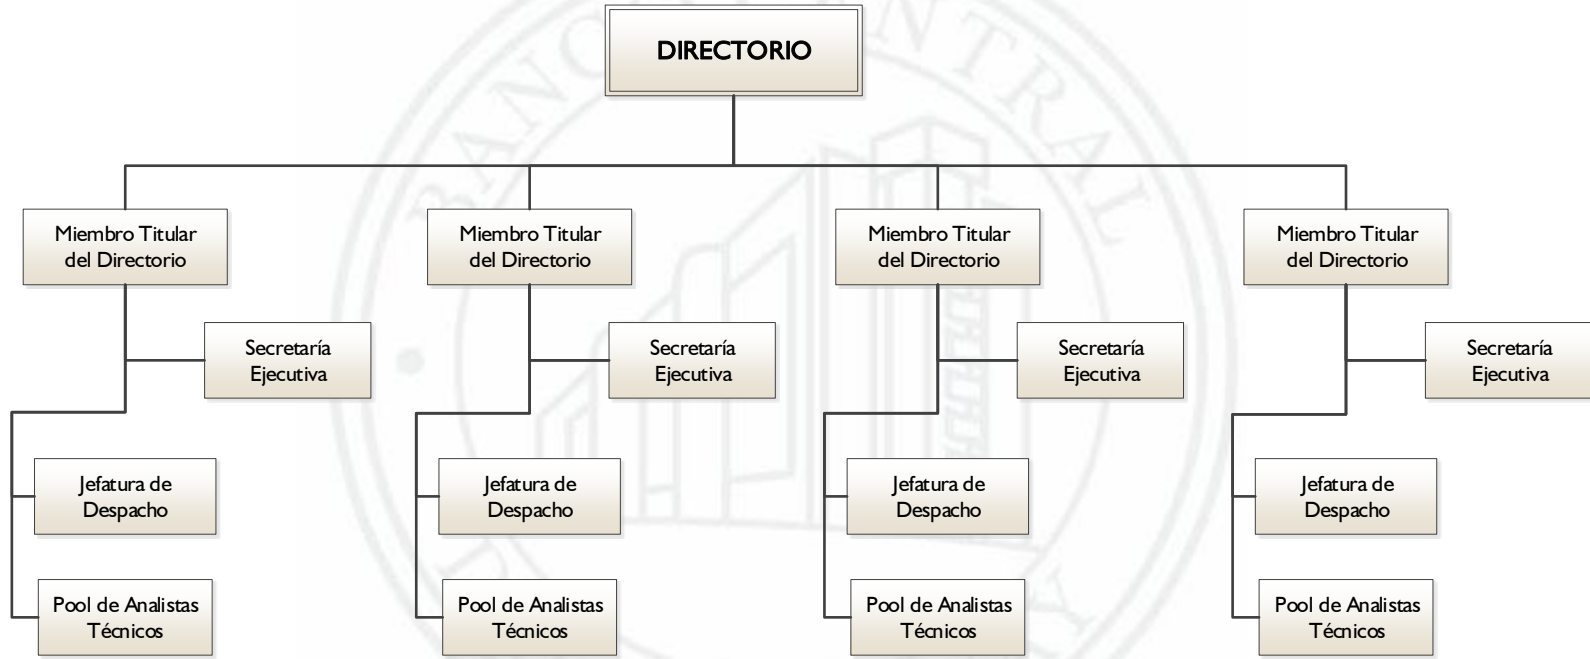 DIRECTORIO
Miembro Titular
del Directorio
Miembro Titular
del Directorio
Miembro Titular
del Directorio
Miembro Titular
del Directorio
Secretaría
Ejecutiva
Secretaría
Ejecutiva
Secretaría
Ejecutiva
Secretaría
Ejecutiva
Jefatura de
Despacho
Jefatura de
Despacho
Jefatura de
Despacho
Jefatura de
Despacho
Pool de Analistas
Técnicos
Pool de Analistas
Técnicos
Pool de Analistas
Técnicos
Pool de Analistas
Técnicos